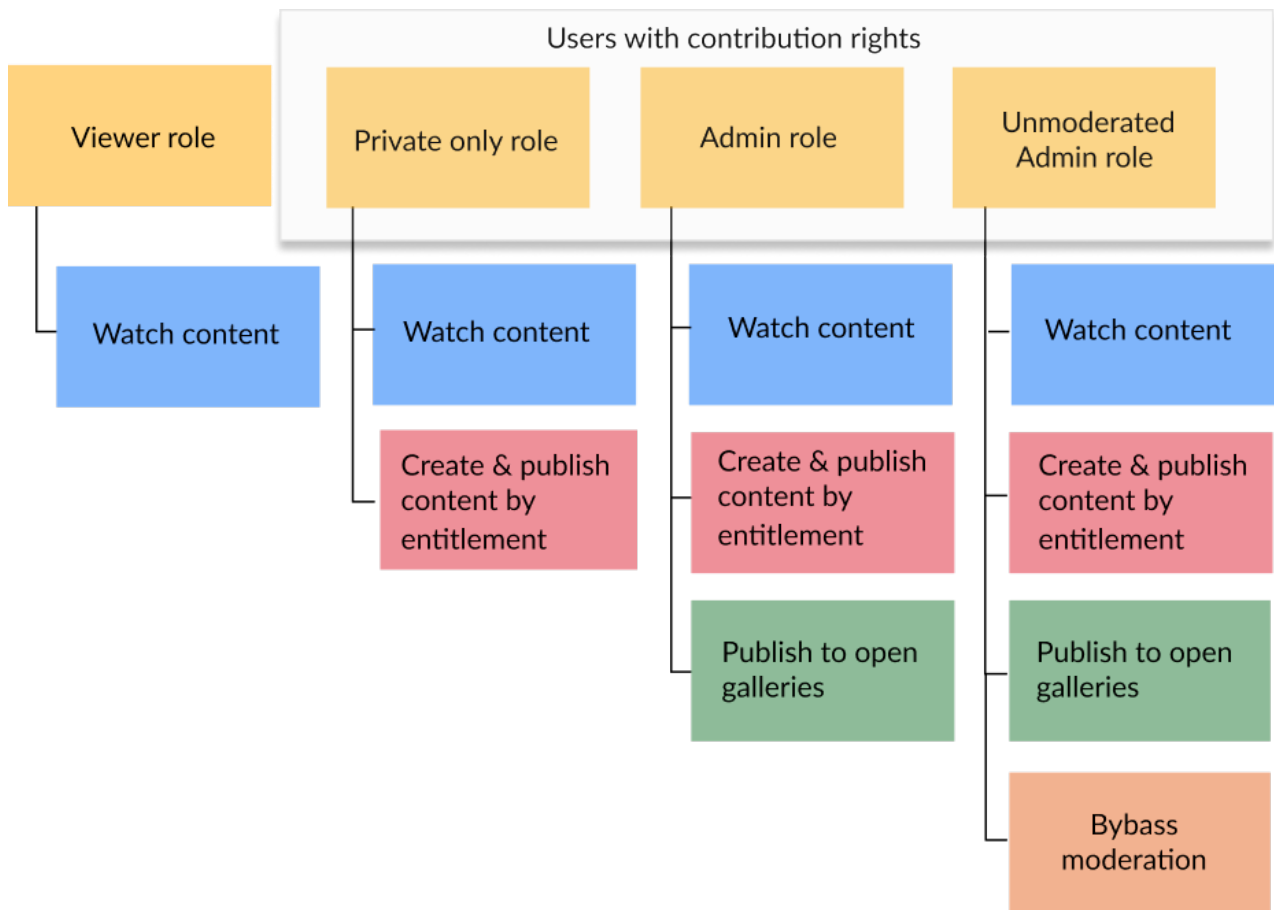 Users with contribution rights
Viewer role
Private only role
Admin role
Unmoderated
Admin role
Watch content
Watch content
Watch content
Watch content
Create & publish
content by
entitlement
Create & publish
content by
entitlement
Create & publish
content by
entitlement
Publish to open
galleries
Publish to open
galleries
Bybass
moderation